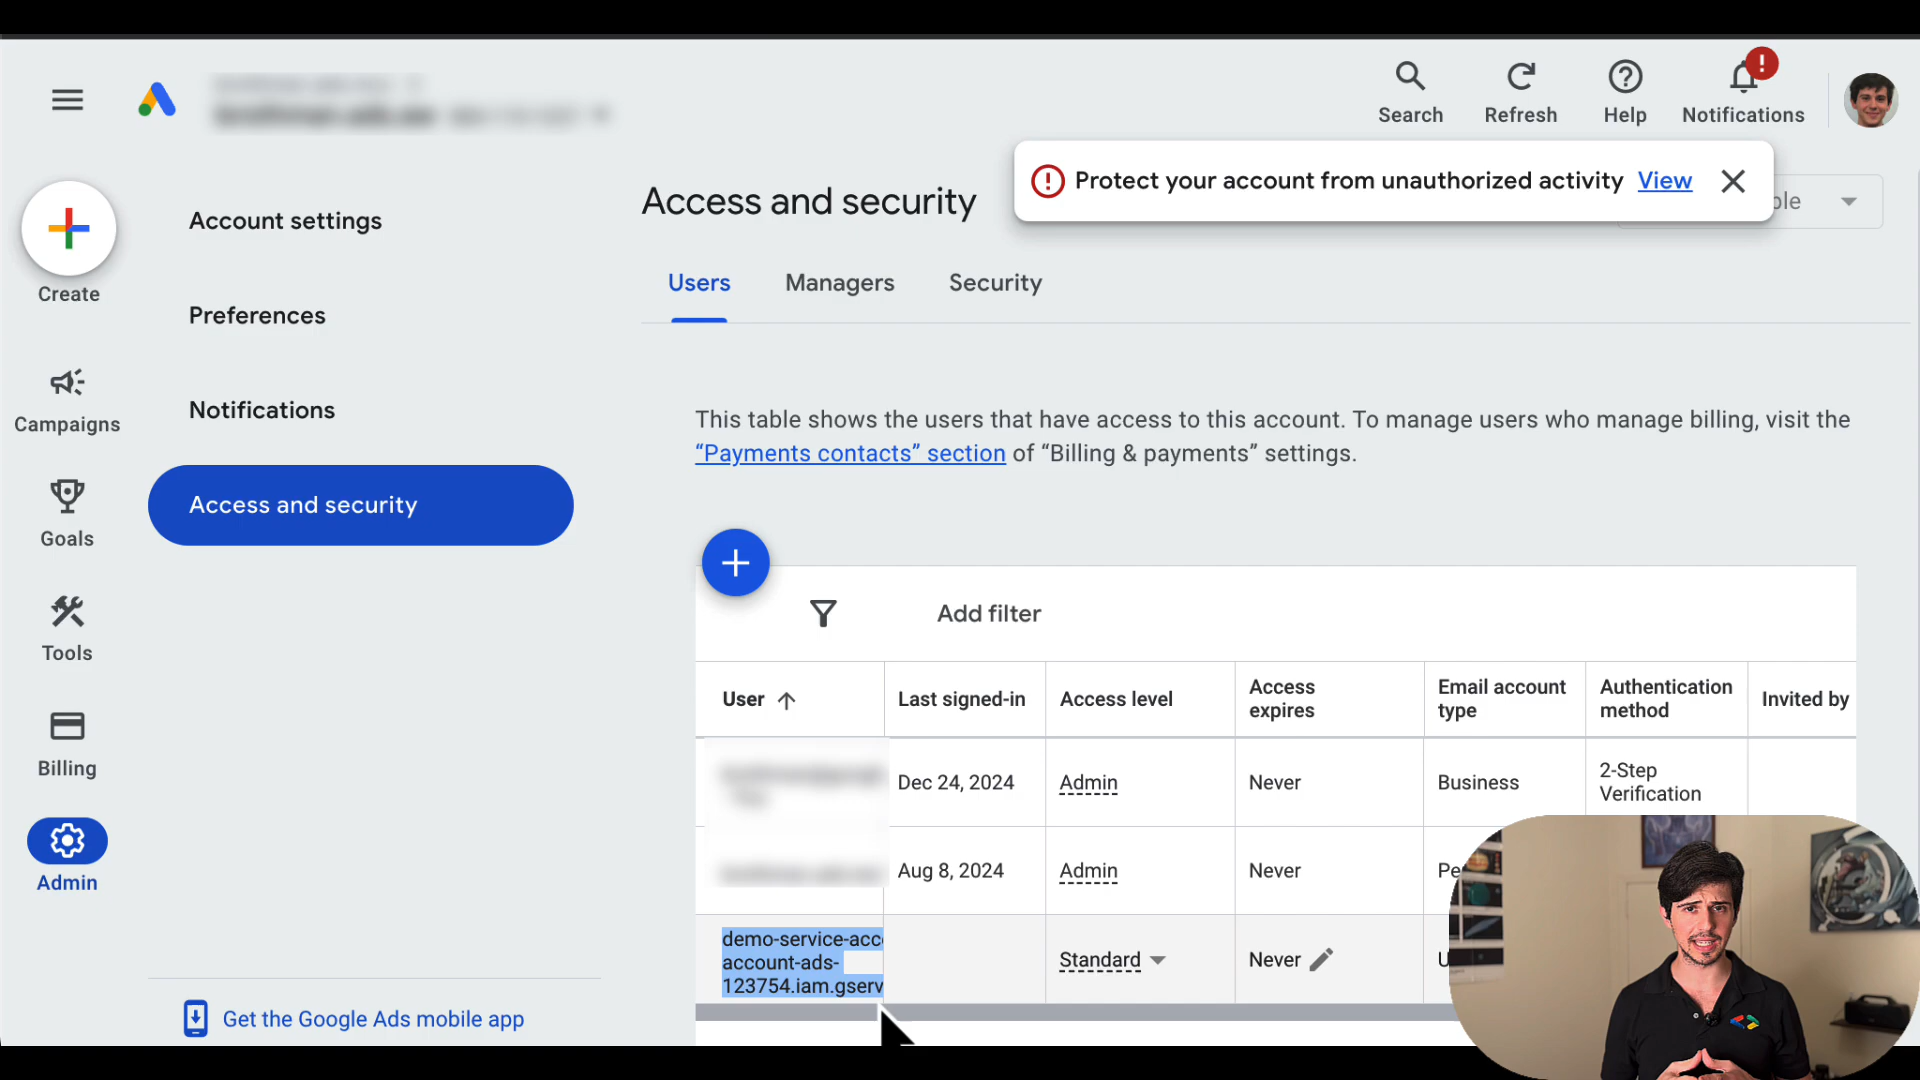 Search
Refresh
Help
Notifications
Protect your account from unauthorized activity View
Access and security
Create
Account settings
Preferences
Notifications
Access and security
Campaigns
Goals
Tools
Billing
Admin
Get the Google Ads mobile app
Users
Managers
Security
This table shows the users that have access to this account. To manage users who manage billing, visit the
“Payments contacts” section of “Billing & payments” settings.
Add filter
User
Last signed-in
Access level
Access
expires
Email account
type
Authentication
method
Invited by
Dec 24, 2024
Admin
Never
Business
2-Step
Verification
Aug 8, 2024
Admin
Never
demo-service-acc
account-ads-
123754.iam.gserv
Standard
Never